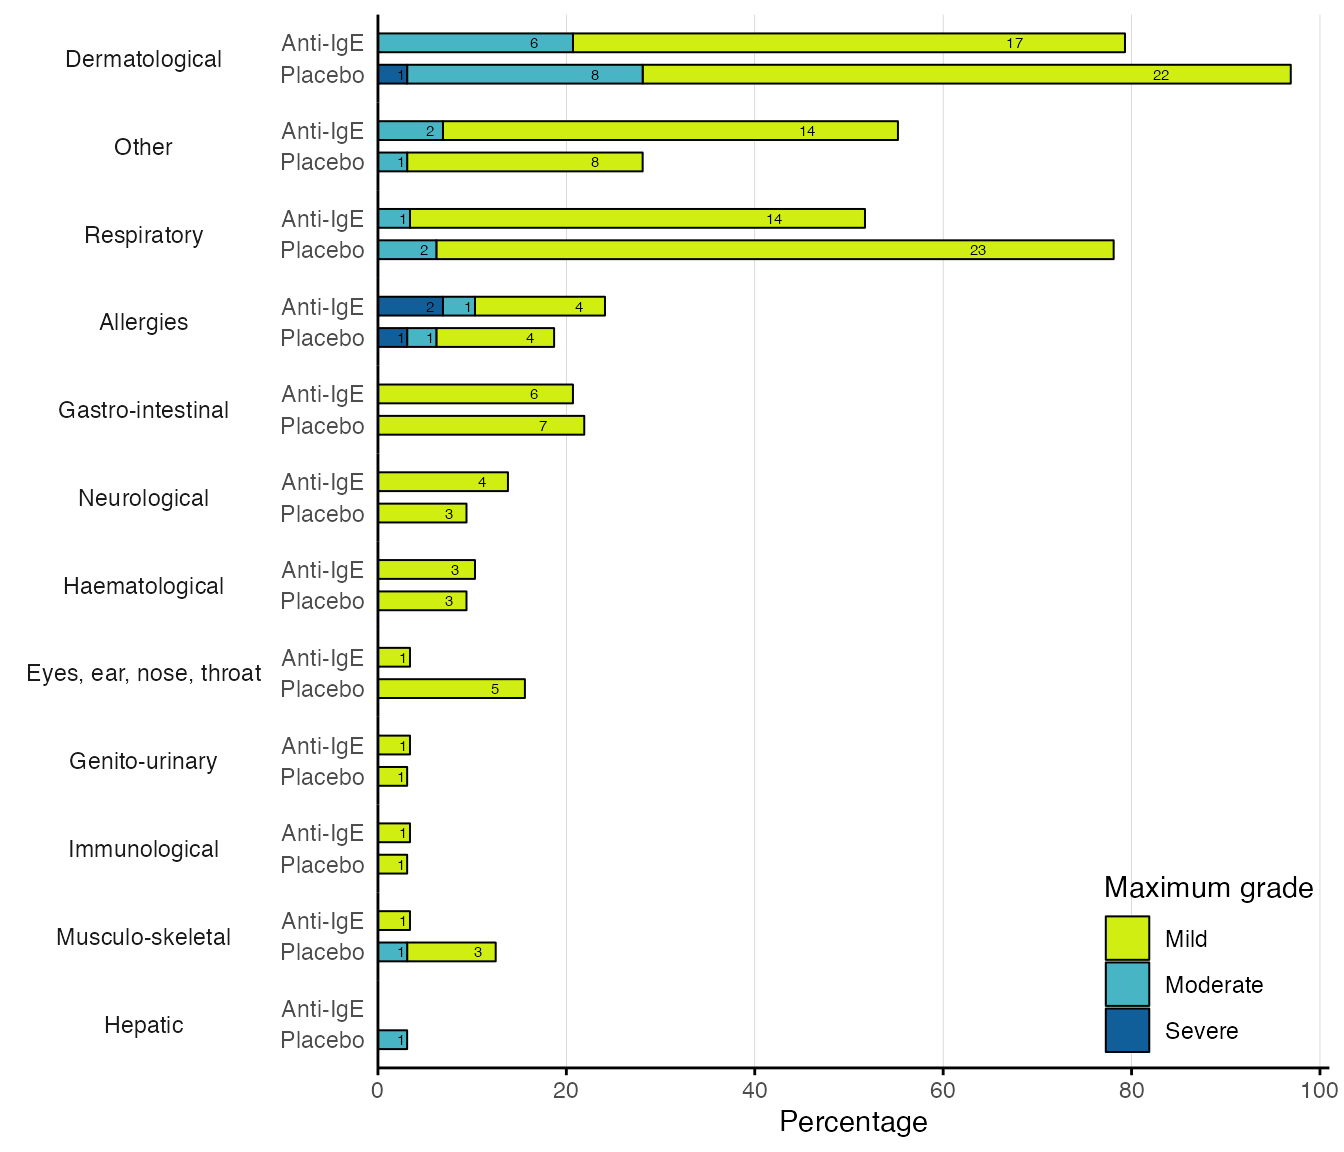 Dermatological
Anti-IgE 6 17
Placebo 1 8 22
Other
Anti-IgE 2 14
Placebo 1 8
Respiratory
Anti-IgE 1 14
Placebo 2 23
Allergies
Anti-IgE 2 1 4
Placebo 1 1 4
Gastro-intestinal
Anti-IgE 6
Placebo 7
Neurological
Anti-IgE 4
Placebo 3
Haematological
Anti-IgE 3
Placebo 3
Eyes, ear, nose, throat
Anti-IgE 1
Placebo 5
Genito-urinary
Anti-IgE 1
Placebo 1
Immunological
Anti-IgE 1
Placebo 1
Musculo-skeletal
Anti-IgE 1
Placebo 1 3
Hepatic
Anti-IgE
Placebo 1
Maximum grade
Mild
Moderate
Severe
0 20 40 60 80 100
Percentage